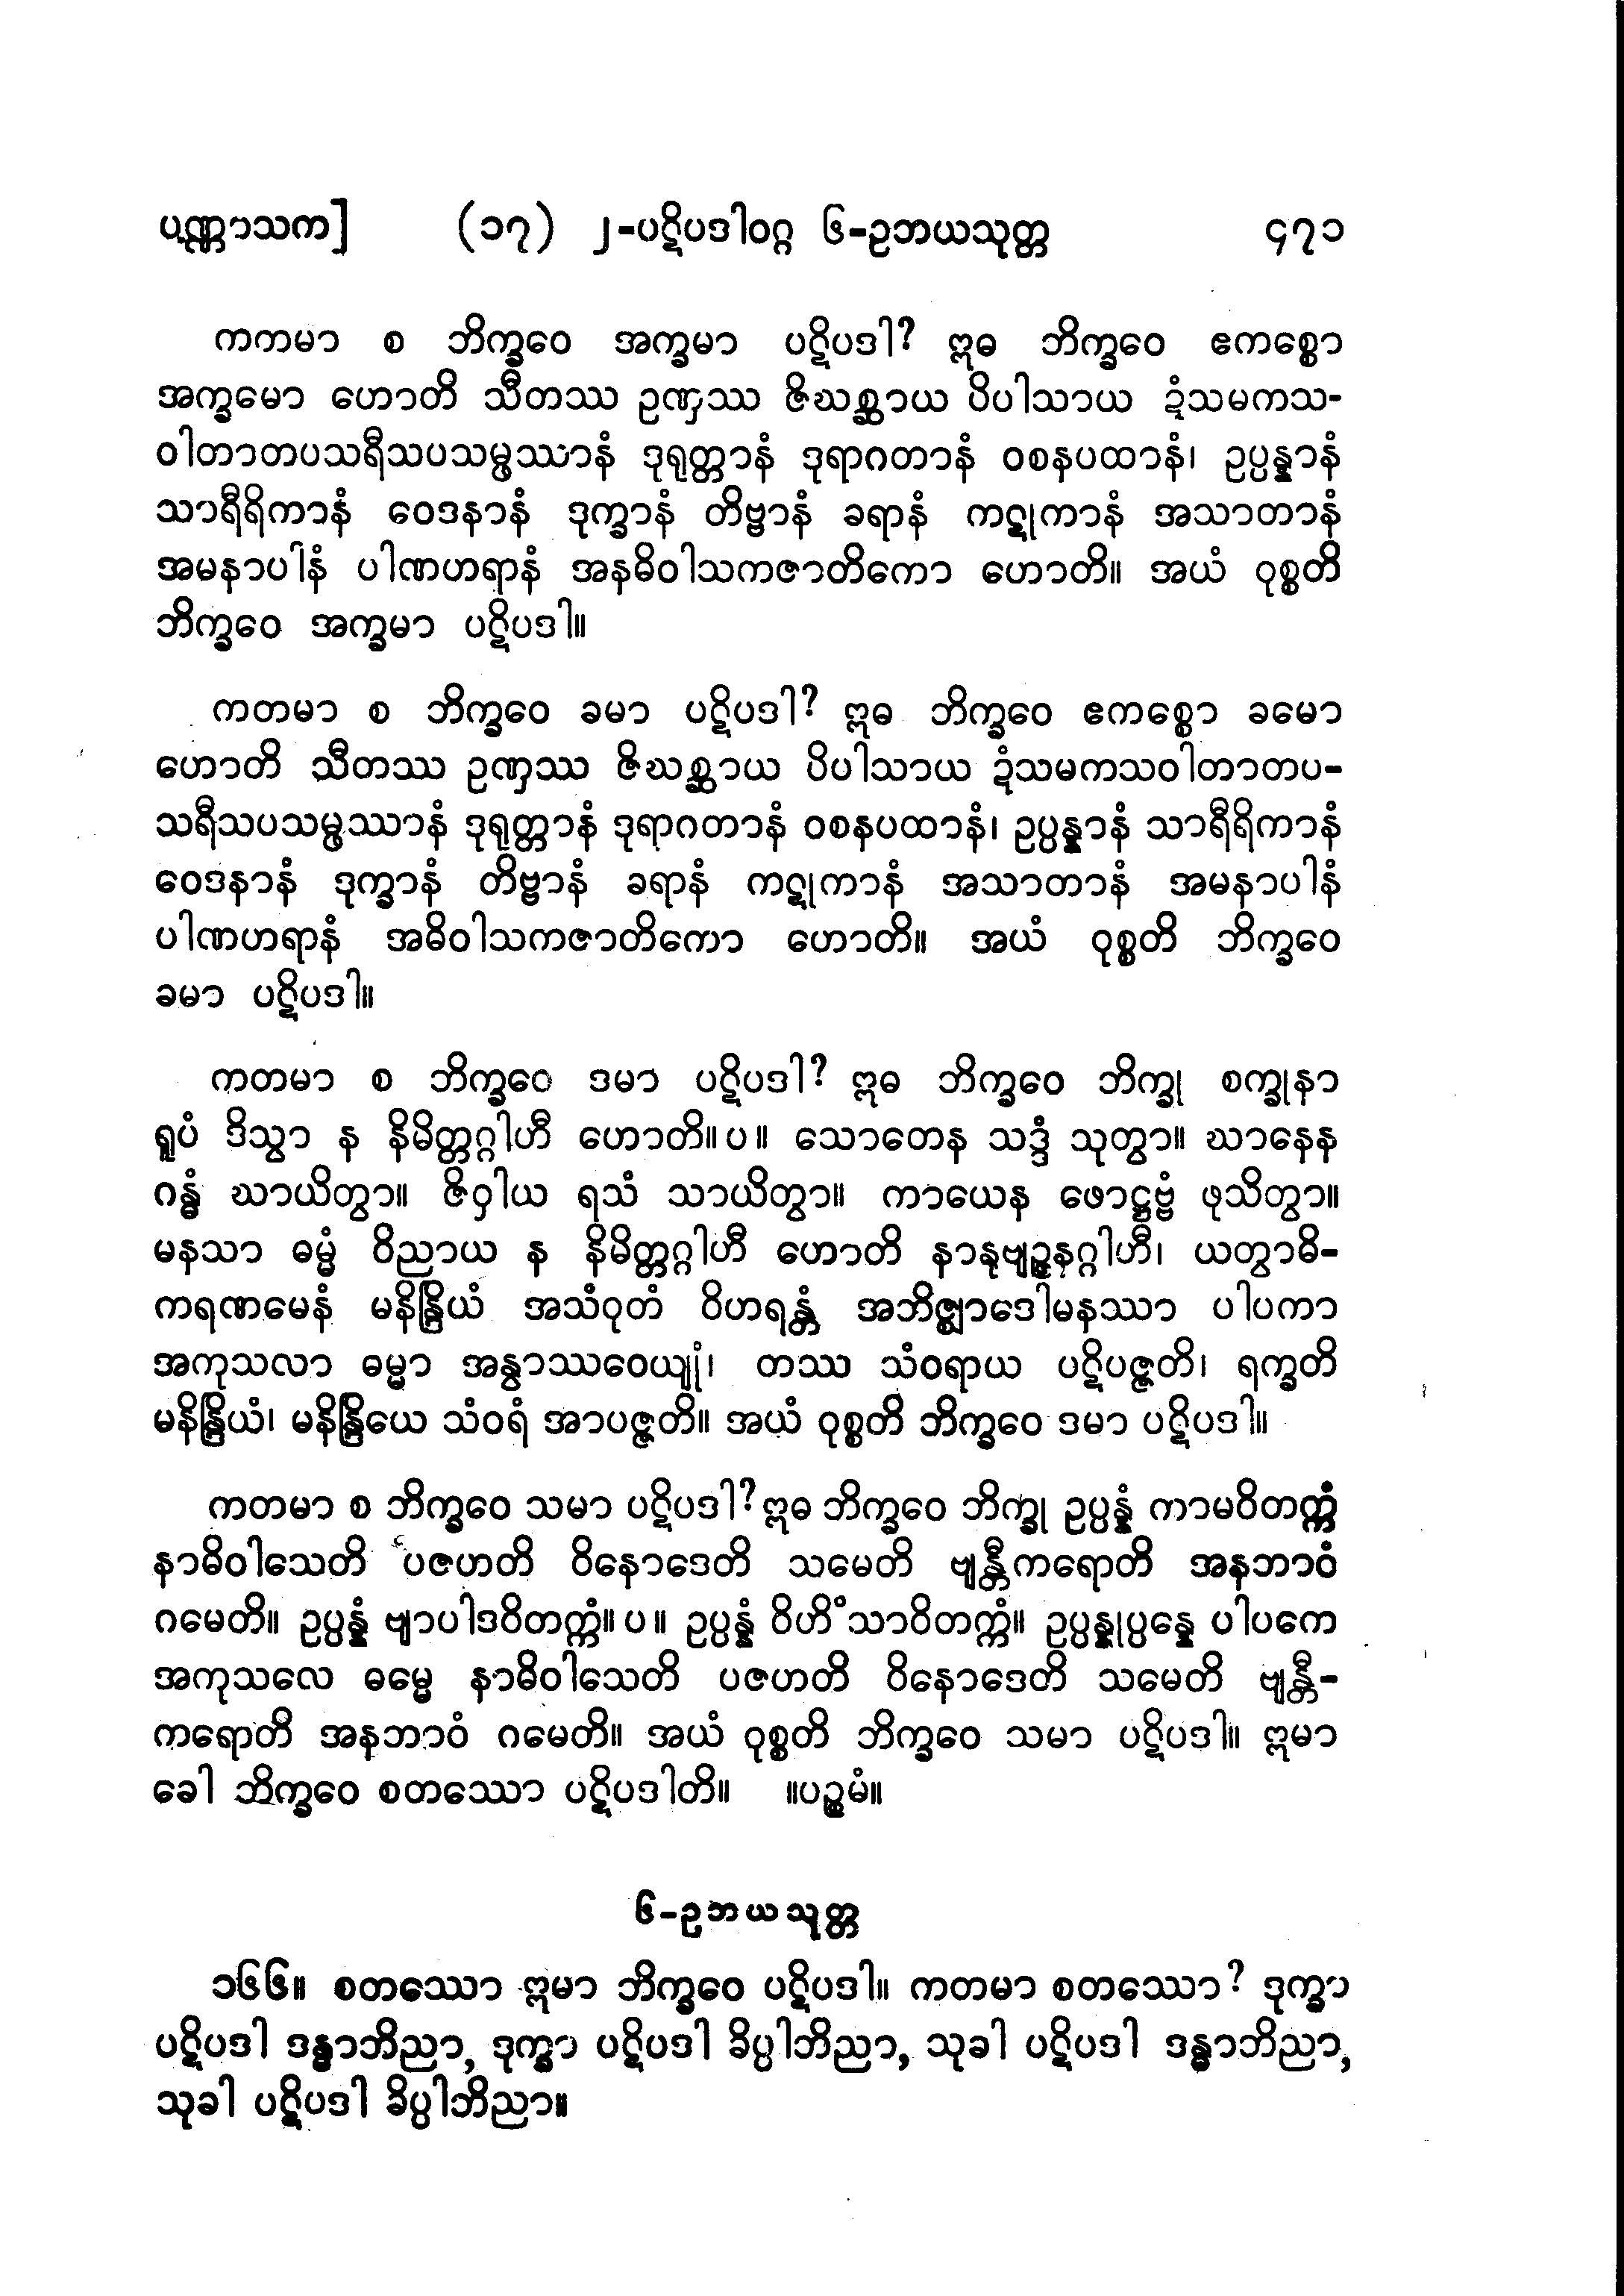 ပဏ္ဏာသက]	(၁၇) ၂-ပဋိပဒါဝဂ္ဂ ၆-ဥဘယသုတ္တ	၄၇၁
ကကမာ စ ဘိက္ခဝေ အက္ခမာ ပဋိပဒါ? ဣဓ ဘိက္ခဝေ ဧကစ္စော
အက္ခမော ဟောတိ သီတဿ ဥဏှဿ ဇိဃစ္ဆာယ ပိပါသာယ ဍံသမကသ-
ဝါတာတပသရီသပသမ္ဖဿာနံ ဒုရုတ္တာနံ ဒုရာဂတာနံ ဝစနပထာနံ၊ ဥပ္ပန္နာနံ
သာရီရိကာနံ ဝေဒနာနံ ဒုက္ခာနံ တိဗ္ဗာနံ ခရာနံ ကဋုကာနံ အသာတာနံ
အမနာပါနံ ပါဏဟရာနံ အနဓိဝါသကဇာတိကော ဟောတိ။ အယံ ဝုစ္စတိ
ဘိက္ခဝေ အက္ခမာ ပဋိပဒါ။
ကတမာ စ ဘိက္ခဝေ ခမာ ပဋိပဒါ? ဣဓ ဘိက္ခဝေ ဧကစ္စော ခမော
ဟောတိ သီတဿ ဥဏှဿ ဇိဃစ္ဆာယ ပိပါသာယ ဍံသမကသဝါတာတပ-
သရီသပသမ္ဖဿာနံ ဒုရုတ္တာနံ ဒုရာဂတာနံ ဝစနပထာနံ၊ ဥပ္ပန္နာနံ သာရီရိကာနံ
ဝေဒနာနံ ဒုက္ခာနံ တိဗ္ဗာနံ ခရာနံ ကဋုကာနံ အသာတာနံ အမနာပါနံ
ပါဏဟရာနံ အဓိဝါသကဇာတိကော ဟောတိ။ အယံ ဝုစ္စတိ ဘိက္ခဝေ
ခမာ ပဋိပဒါ။
ကတမာ စ ဘိက္ခဝေ ဒမာ ပဋိပဒါ? ဣဓ ဘိက္ခဝေ ဘိက္ခု စက္ခုနာ
ရူပံ ဒိသွာ န နိမိတ္တဂ္ဂါဟီ ဟောတိ။ ပ။ သောတေန သဒ္ဒံ သုတွာ။ ဃာနေန
ဂန္ဓံ ဃာယိတွာ။ ဇိဝှါယ ရသံ သာယိတွာ။ ကာယေန ဖောဋ္ဌဗ္ဗံ ဖုသိတွာ။
မနသာ ဓမ္မံ ဝိညာယ န နိမိတ္တဂ္ဂါဟီ ဟောတိ နာနုဗျဉ္ဇနဂ္ဂါဟီ၊ ယတွာဓိ-
ကရဏမေနံ မနိန္ဒြိယံ အသံဝုတံ ဝိဟရန္တံ အဘိဇ္ဈာဒေါမနဿာ ပါပကာ
အကုသလာ ဓမ္မာ အန္വာဿဝေယျုံ၊ တဿ သံဝရာယ ပဋိပဇ္ဇတိ၊ ရက္ခတိ
မနိန္ဒြိယံ၊ မနိန္ဒြိယေ သံဝရံ အာပဇ္ဇတိ။ အယံ ဝုစ္စတိ ဘိက္ခဝေ ဒမာ ပဋိပဒါ။
ကတမာ စ ဘိက္ခဝေ သမာ ပဋိပဒါ? ဣဓ ဘိက္ခဝေ ဘိက္ခု ဥပ္ပန္နံ ကာမဝိတက္ကံ
နာဓိဝါသေတိ ပဇဟတိ ဝိနောဒေတိ သမေတိ ဗျန္တီကရောတိ အနဘာဝံ
ဂမေတိ။ ဥပ္ပန္နံ ဗျာပါဒဝိတက္ကံ။ ပ။ ဥပ္ပန္နံ ဝိဟိံသာဝိတက္ကံ။ ဥပ္ပန္နုပ္ပန္နေ ပါပကေ
အကုသလေ ဓမ္မေ နာဓိဝါသေတိ ပဇဟတိ ဝိနောဒေတိ သမေတိ ဗျန္တီ-
ကရောတိ အနဘာဝံ ဂမေတိ။ အယံ ဝုစ္စတိ ဘိက္ခဝေ သမာ ပဋိပဒါ။ ဣမာ
ခေါ ဘိက္ခဝေ စတဿော ပဋိပဒါတိ။ ။ပဉ္စမံ။
၆-ဥဘယသုတ္တ
၁၆၆။ စတဿော ဣမာ ဘိက္ခဝေ ပဋိပဒါ။ ကတမာ စတဿော? ဒုက္ခာ
ပဋိပဒါ ဒန္ဓာဘိညာ, ဒုက္ခာ ပဋိပဒါ ခိပ္ပါဘိညာ, သုခါ ပဋိပဒါ ဒန္ဓာဘိညာ,
သုခါ ပဋိပဒါ ခိပ္ပါဘိညာ။